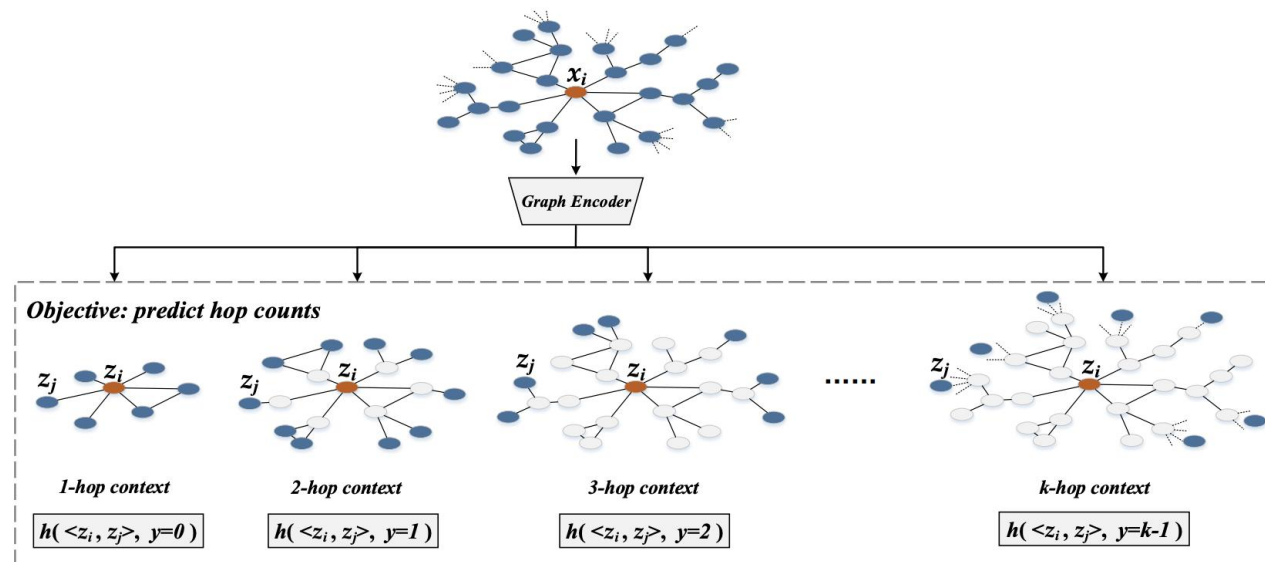 x_i
Graph Encoder
Objective: predict hop counts
z_j z_i
z_j z_i
z_i
z_j
......
z_j z_i
1-hop context
2-hop context
3-hop context
k-hop context
h( <z_i, z_j>, y=0 )
h( <z_i, z_j>, y=1 )
h( <z_i, z_j>, y=2 )
h( <z_i, z_j>, y=k-1 )